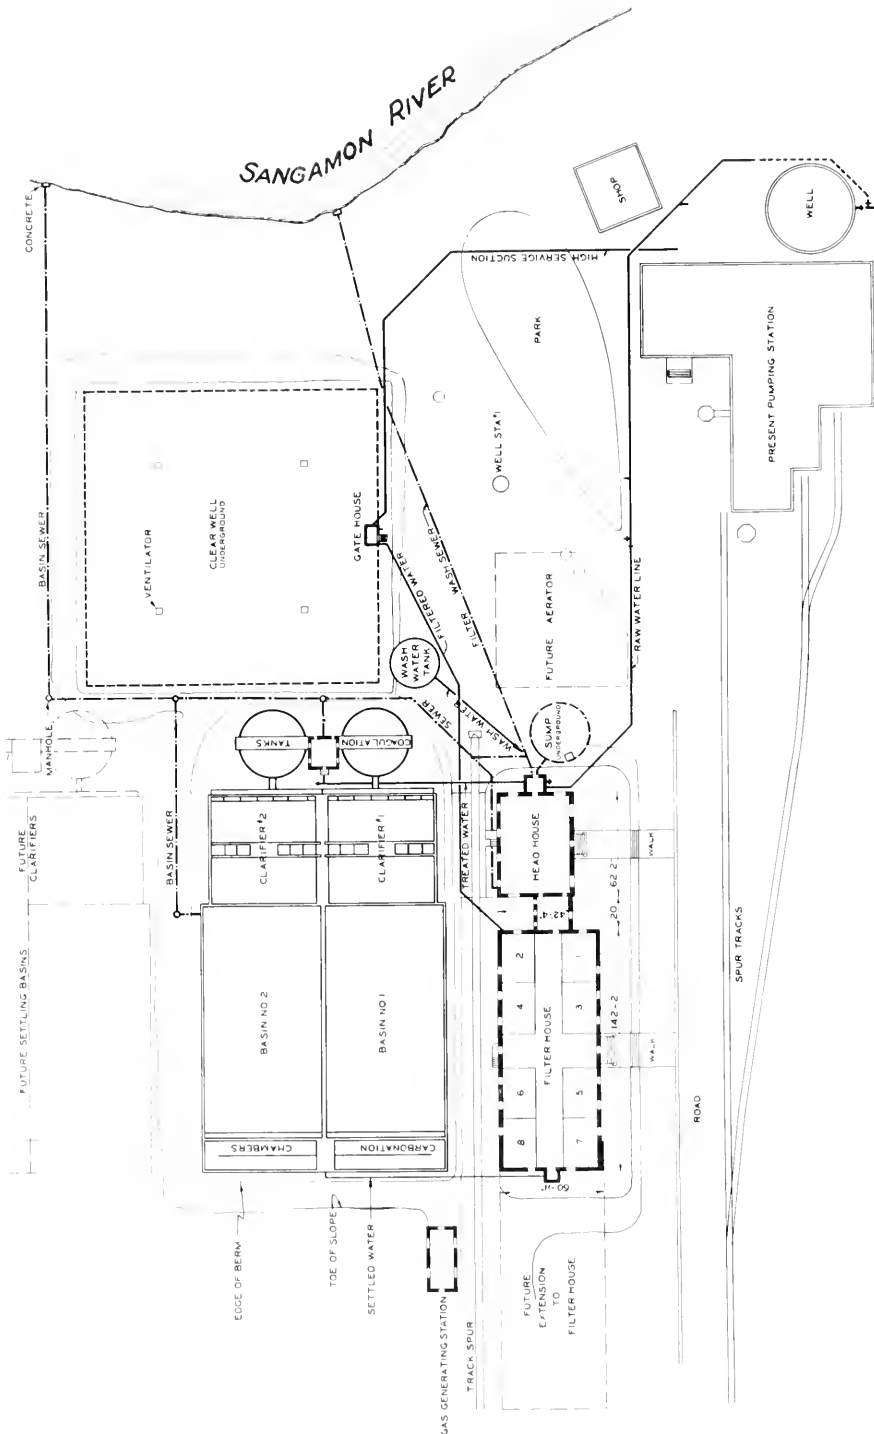 SANGAMON RIVER
CONCRETE
BASIN SEWER
MANHOLE
VENTILATOR
CLEAR WELL
UNDERGROUND
GATE HOUSE
SHOP
HIGH SERVICE SUCTION
WELL
PARK
WELL STA #1
PRESENT PUMPING STATION
FILTERED WATER
FILTER WASH SEWER
WASH
WATER
TANK
WASH WATER
SEWER
FUTURE AERATOR
RAW WATER LINE
SUMP
UNDERGROUND
FUTURE
CLARIFIERS
FUTURE SETTLING BASINS
BASIN SEWER
COAGULATION
TANKS
CLARIFIER #2
CLARIFIER #1
TREATED WATER
HEAD HOUSE
WALK
62'2"
20
42'-4"
BASIN NO.2
BASIN NO.1
2
4
6
8
FILTER HOUSE
1
3
5
7
142-2
WALK
60'-11"
CARBONATION
CHAMBERS
EDGE OF BERM
TOE OF SLOPE
SETTLED WATER
GAS GENERATING STATION
TRACK SPUR
FUTURE
EXTENSION
TO
FILTER HOUSE
ROAD
SPUR TRACKS